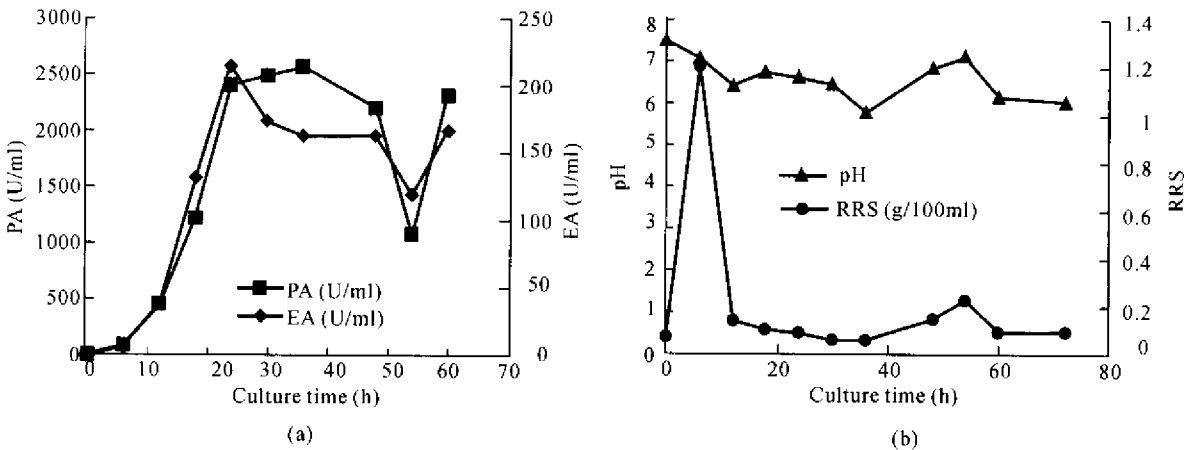 3000
2500
2000
1500
1000
500
0
PA (U/ml)
250
200
150
100
50
0
EA (U/ml)
PA (U/ml)
EA (U/ml)
0 10 20 30 40 50 60 70
Culture time (h)
(a)
8
7
6
5
4
3
2
1
0
pH
1.4
1.2
1
0.8
0.6
0.4
0.2
0
RRS
pH
RRS (g/100ml)
0 20 40 60 80
Culture time (h)
(b)